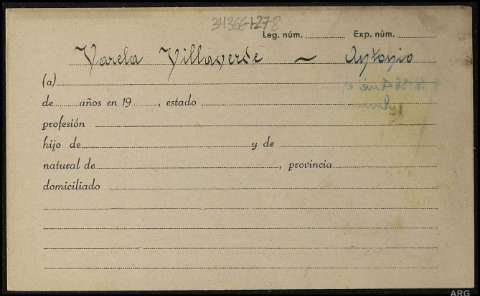 34366-1278
Leg. núm. Exp. núm.
Varela Villaverde — Antonio
(a)
de años en 19 , estado
profesión
hijo de y de
natural de , provincia
domiciliado
ARG